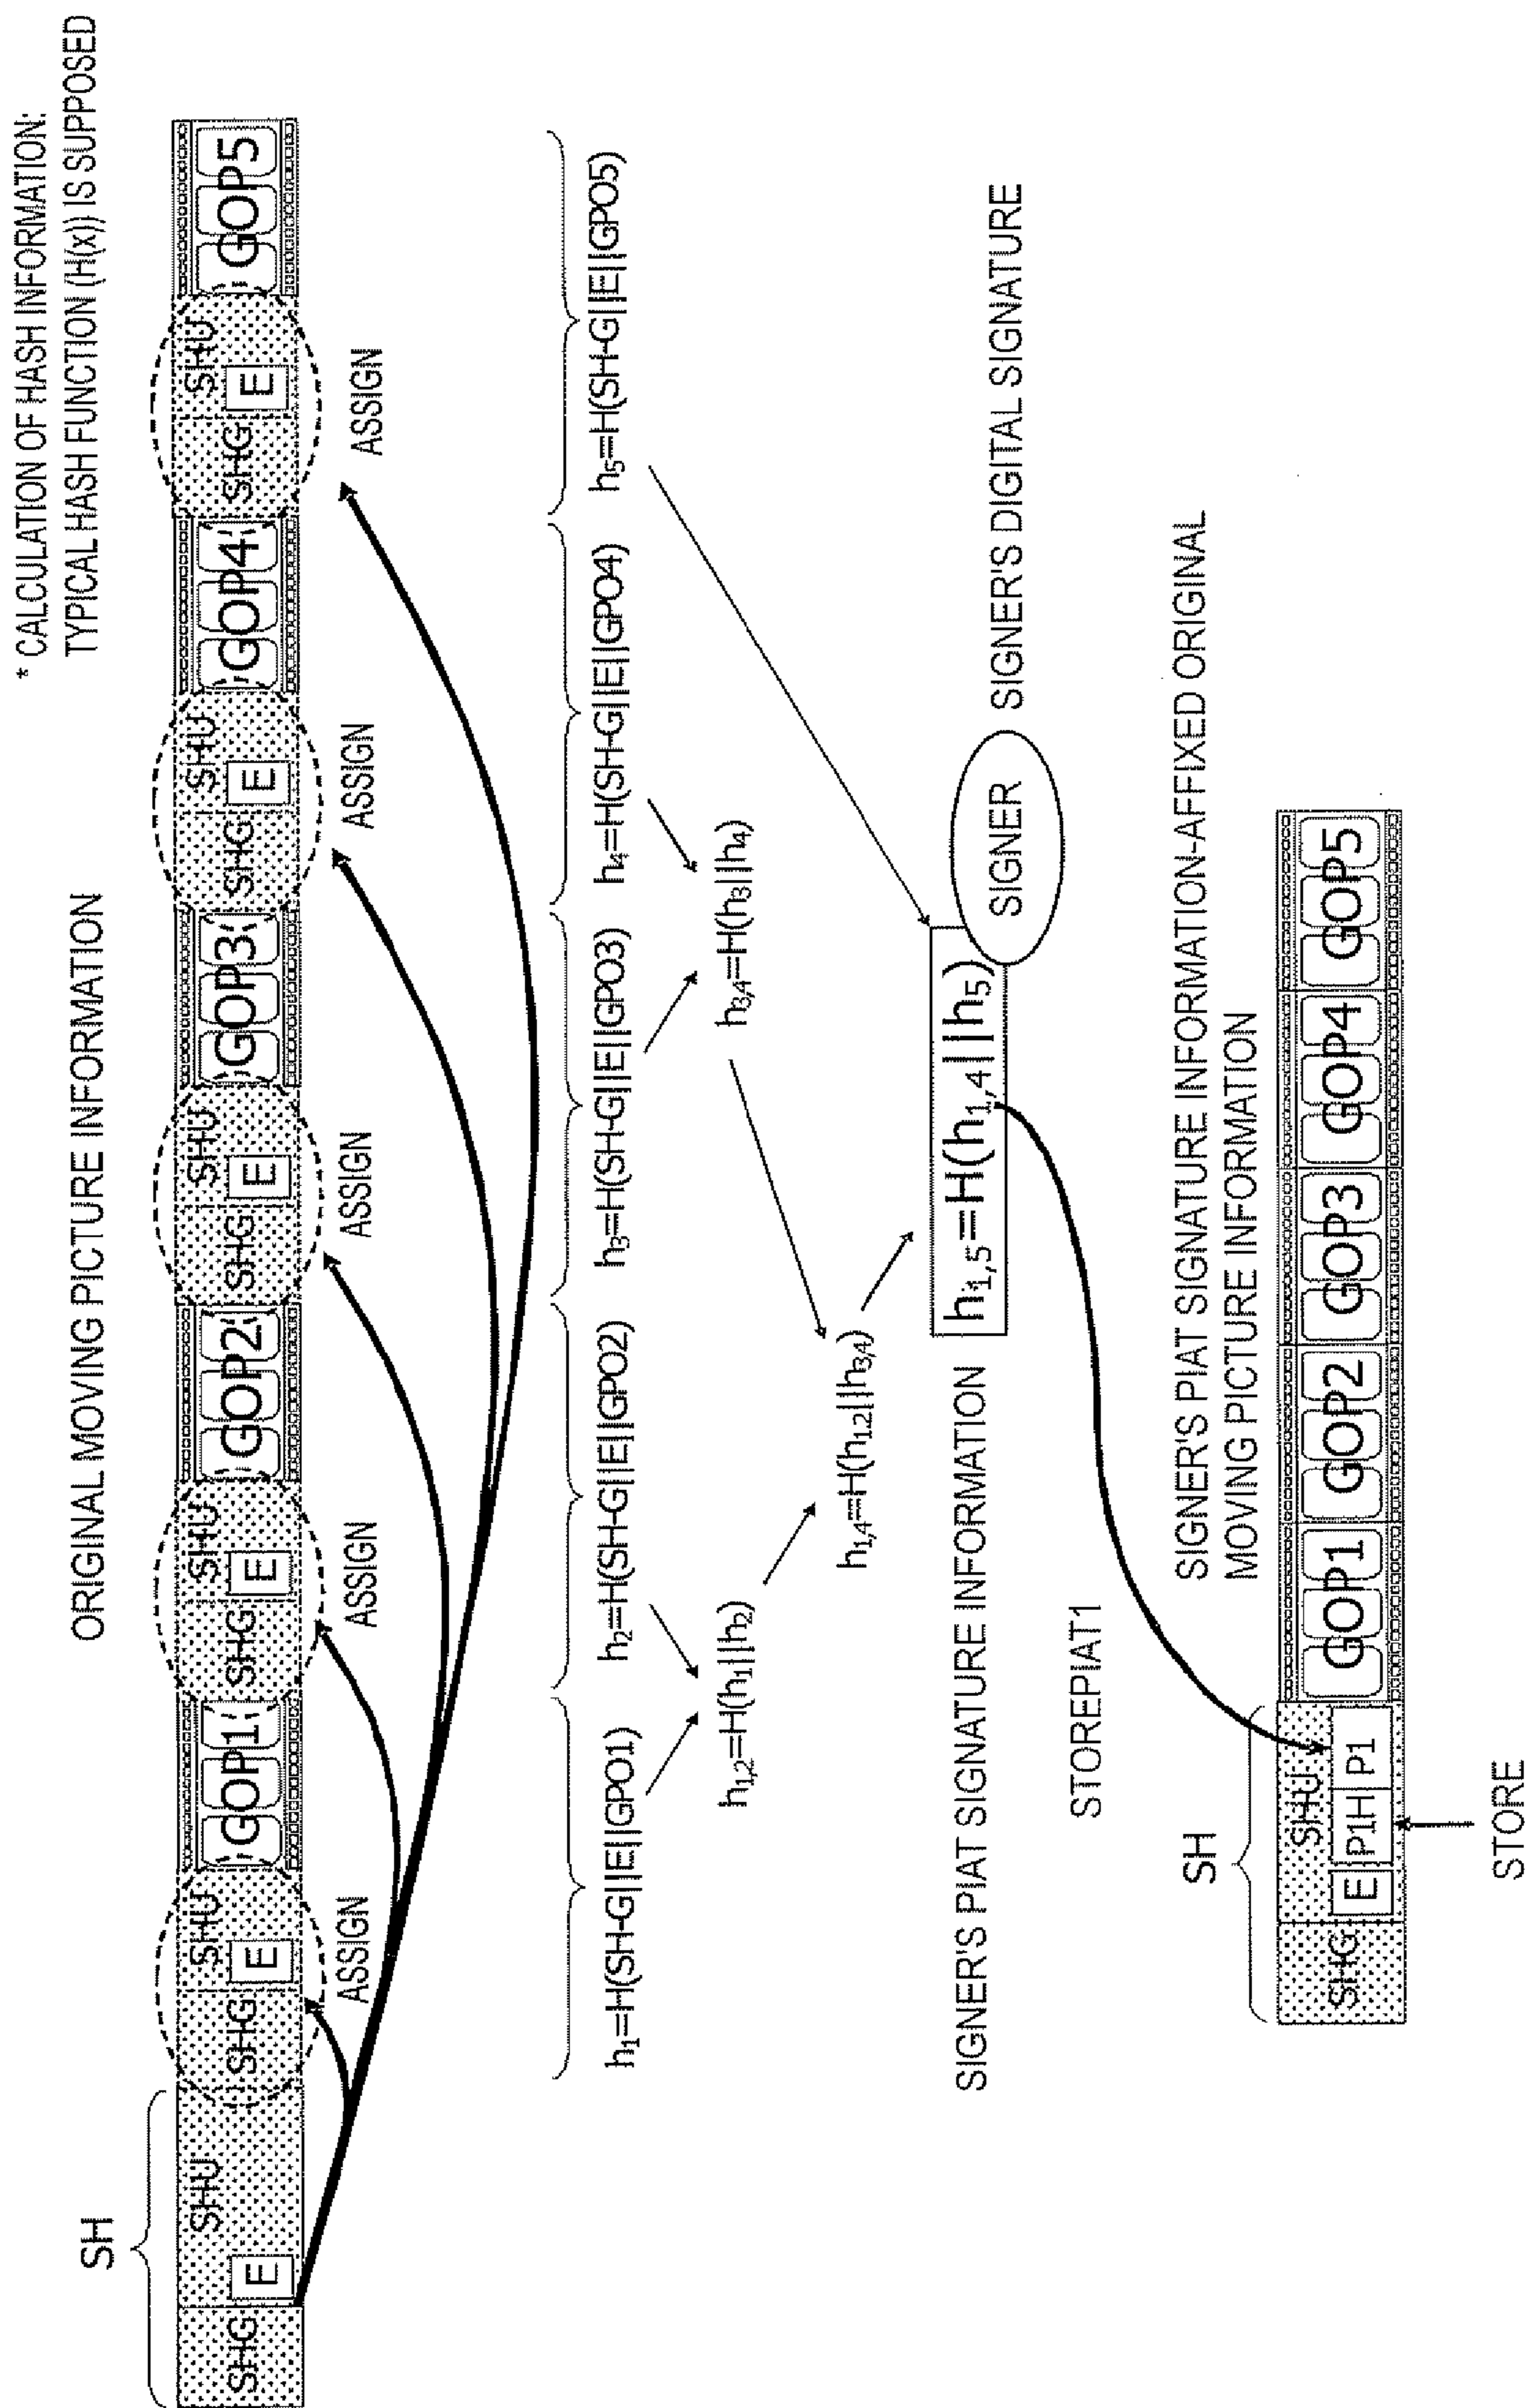 * CALCULATION OF HASH INFORMATION:
TYPICAL HASH FUNCTION (H(x)) IS SUPPOSED
ORIGINAL MOVING PICTURE INFORMATION
SH
SHG E SHU SHG E SHU GOP1 SHG E SHU GOP2 SHG E SHU GOP3 SHG E SHU GOP4 SHG E SHU GOP5
ASSIGN ASSIGN ASSIGN ASSIGN ASSIGN
h₁=H(SH-G||E||GPO1) h₂=H(SH-G||E||GPO2) h₃=H(SH-G||E||GPO3) h₄=H(SH-G||E||GPO4) h₅=H(SH-G||E||GPO5)
h₁,₂=H(h₁||h₂) h₃,₄=H(h₃||h₄)
h₁,₄=H(h₁.₂||h₃,₄)
SIGNER'S PIAT SIGNATURE INFORMATION h₁,₅=H(h₁,₄||h₅) SIGNER SIGNER'S DIGITAL SIGNATURE
STOREPIAT1
SIGNER'S PIAT SIGNATURE INFORMATION-AFFIXED ORIGINAL
MOVING PICTURE INFORMATION
SH
SHG E SHU P1H P1 GOP1 GOP2 GOP3 GOP4 GOP5
STORE